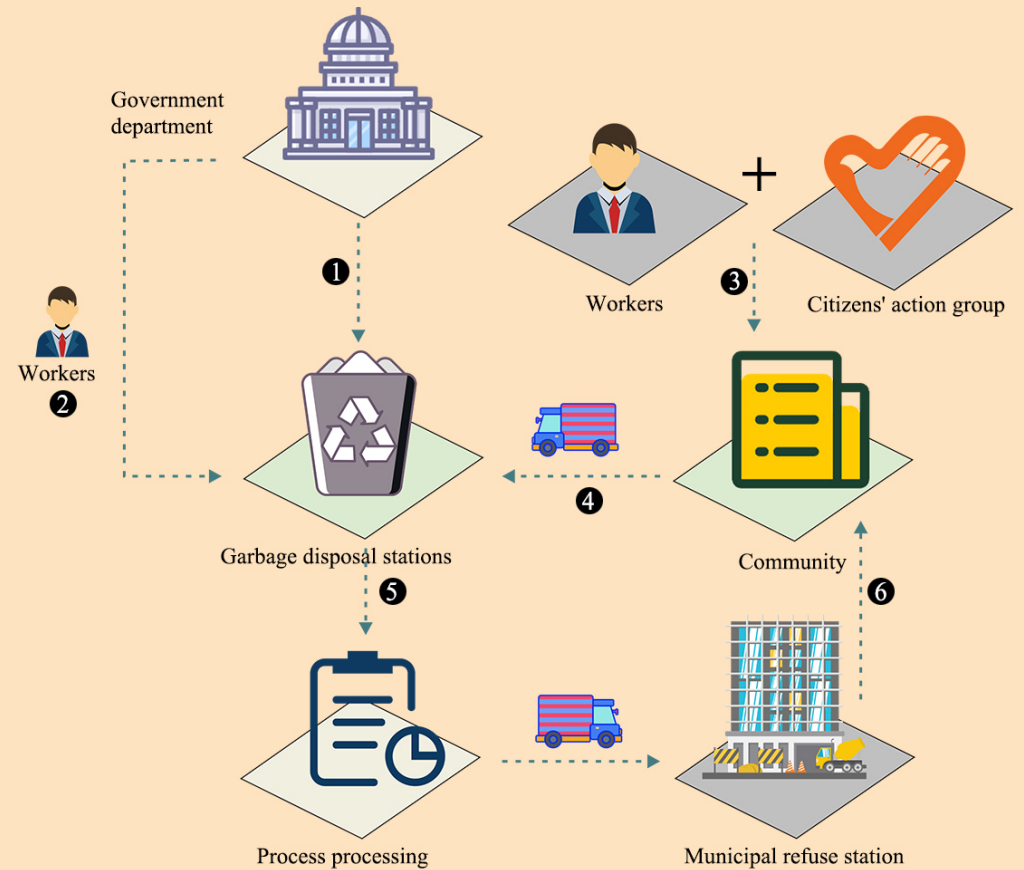 Government
department
1
Workers
2
3
Workers
Citizens' action group
4
Garbage disposal stations
Community
5
6
Process processing
Municipal refuse station